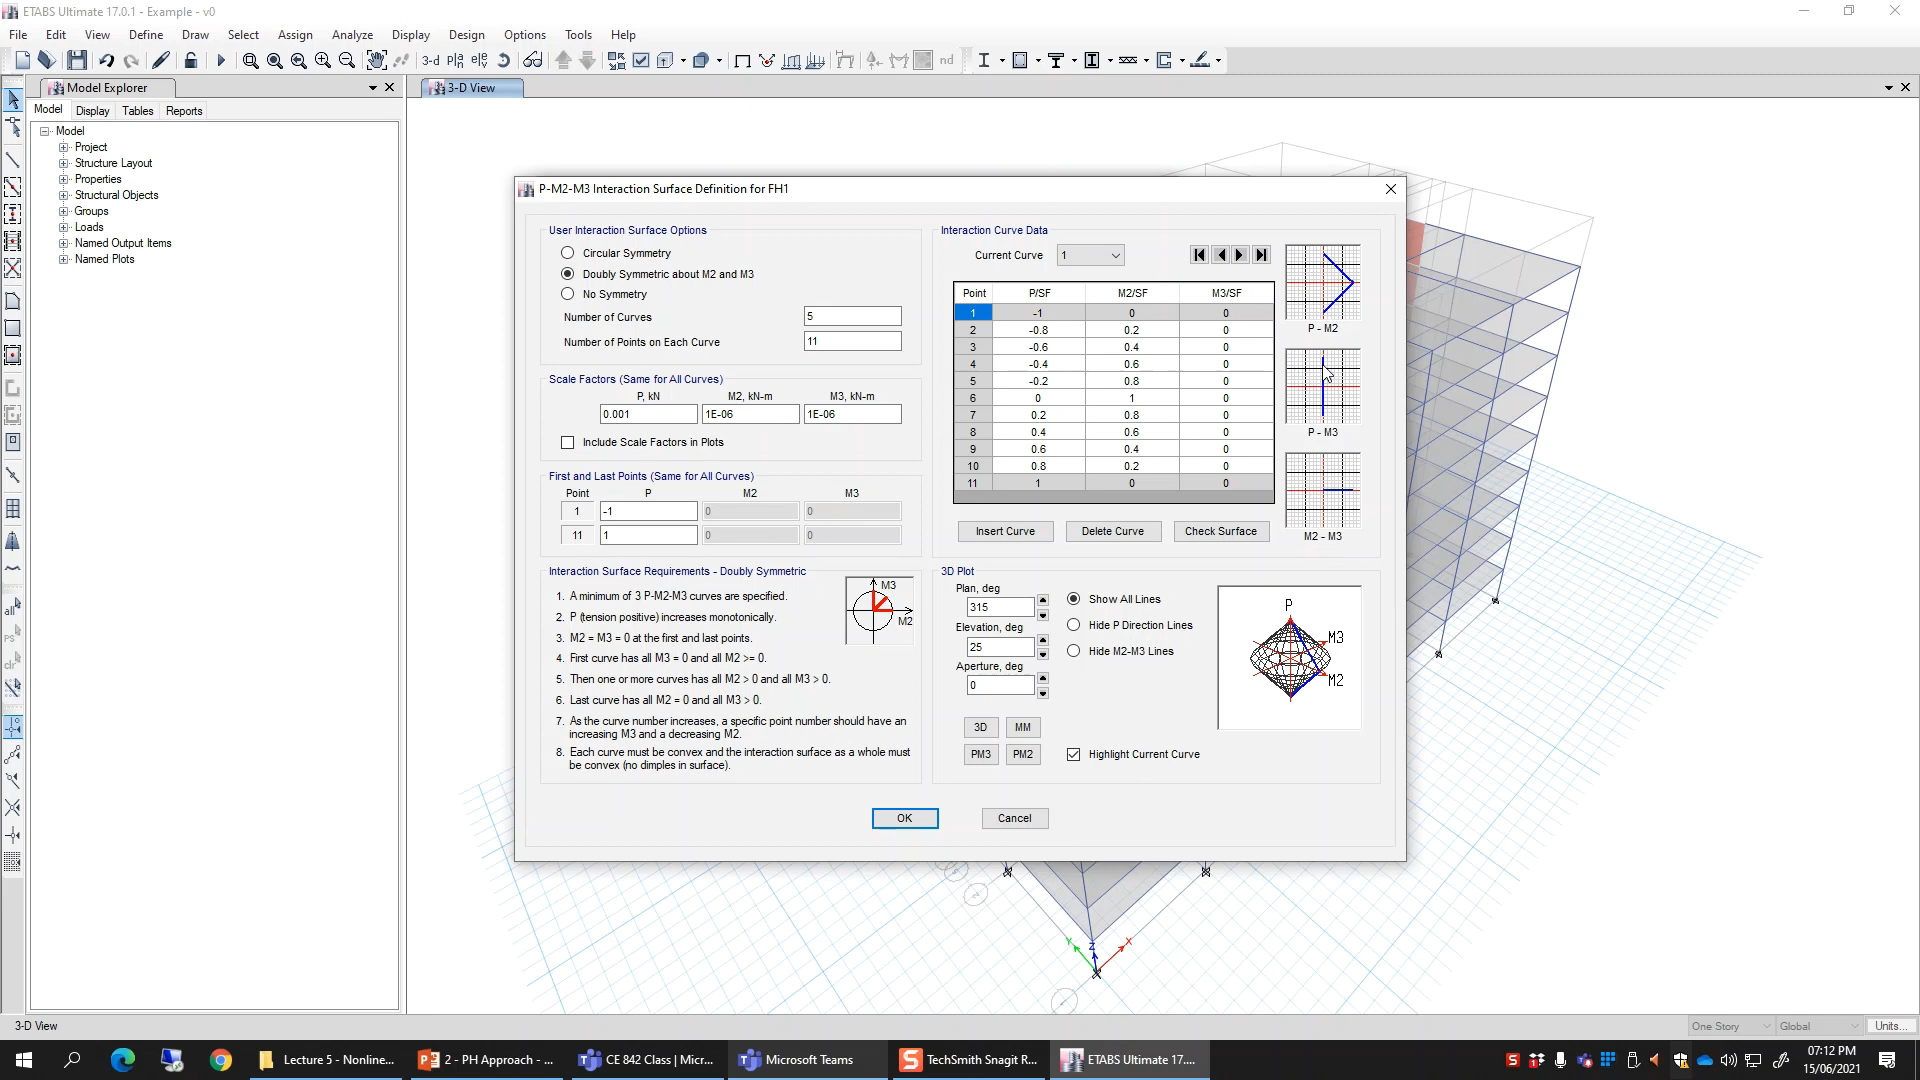 ETABS Ultimate 17.0.1 - Example - v0
File Edit View Define Draw Select Assign Analyze Display Design Options Tools Help
3-d nd
Model Explorer
3-D View
Model Display Tables Reports
Model
Project
Structure Layout
Properties
Structural Objects
Groups
Loads
Named Output Items
Named Plots
P-M2-M3 Interaction Surface Definition for FH1
User Interaction Surface Options
Circular Symmetry
Doubly Symmetric about M2 and M3
No Symmetry
Number of Curves 5
Number of Points on Each Curve 11
Scale Factors (Same for All Curves)
P, kN M2, kN-m M3, kN-m
0.001 1E-06 1E-06
Include Scale Factors in Plots
First and Last Points (Same for All Curves)
Point P M2 M3
1 -1 0 0
11 1 0 0
Interaction Surface Requirements - Doubly Symmetric
1. A minimum of 3 P-M2-M3 curves are specified.
2. P (tension positive) increases monotonically.
3. M2 = M3 = 0 at the first and last points.
4. First curve has all M3 = 0 and all M2 >= 0.
5. Then one or more curves has all M2 > 0 and all M3 > 0.
6. Last curve has all M2 = 0 and all M3 > 0.
7. As the curve number increases, a specific point number should have an
increasing M3 and a decreasing M2.
8. Each curve must be convex and the interaction surface as a whole must
be convex (no dimples in surface).
M3
M2
Interaction Curve Data
Current Curve 1
Point P/SF M2/SF M3/SF
1 -1 0 0
2 -0.8 0.2 0
3 -0.6 0.4 0
4 -0.4 0.6 0
5 -0.2 0.8 0
6 0 1 0
7 0.2 0.8 0
8 0.4 0.6 0
9 0.6 0.4 0
10 0.8 0.2 0
11 1 0 0
P - M2
P - M3
M2 - M3
Insert Curve Delete Curve Check Surface
3D Plot
Plan, deg
315
Elevation, deg
25
Aperture, deg
0
Show All Lines
Hide P Direction Lines
Hide M2-M3 Lines
3D MM
PM3 PM2
Highlight Current Curve
P
M3
M2
OK Cancel
Y Z X
all
ps
clr
3-D View
One Story Global Units...
Lecture 5 - Nonline...
2 - PH Approach - ...
CE 842 Class | Micr...
Microsoft Teams
TechSmith Snagit R...
ETABS Ultimate 17....
07:12 PM
15/06/2021